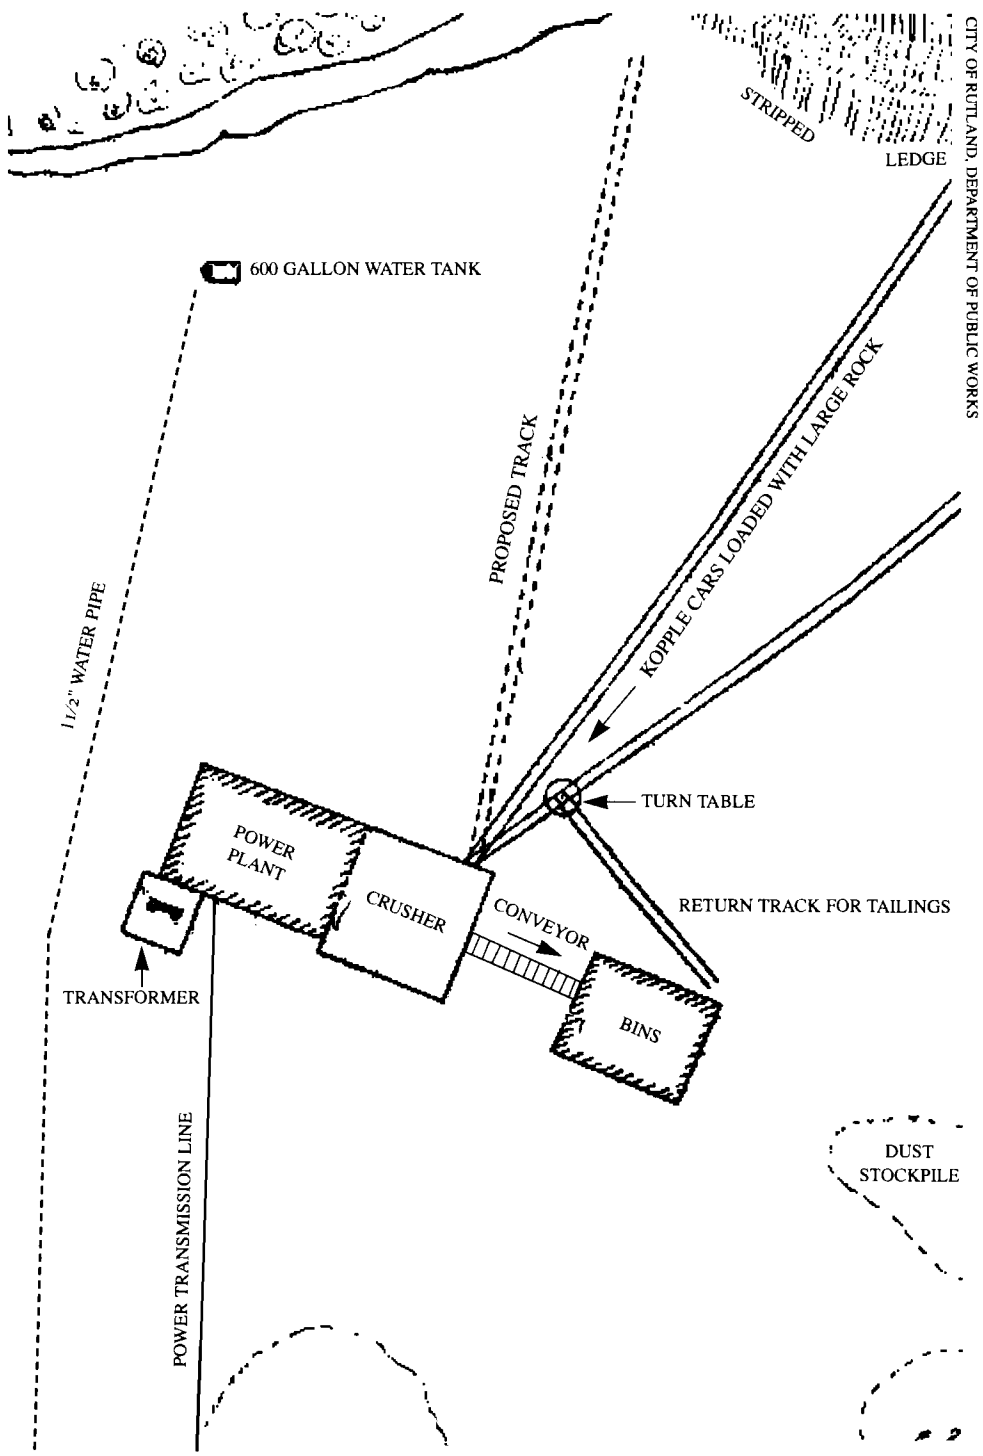 CITY OF RUTLAND, DEPARTMENT OF PUBLIC WORKS
STRIPPED
LEDGE
600 GALLON WATER TANK
PROPOSED TRACK
KOPPLE CARS LOADED WITH LARGE ROCK
1 1/2" WATER PIPE
TURN TABLE
POWER
PLANT
CRUSHER
CONVEYOR
RETURN TRACK FOR TAILINGS
TRANSFORMER
BINS
POWER TRANSMISSION LINE
DUST
STOCKPILE
# 2